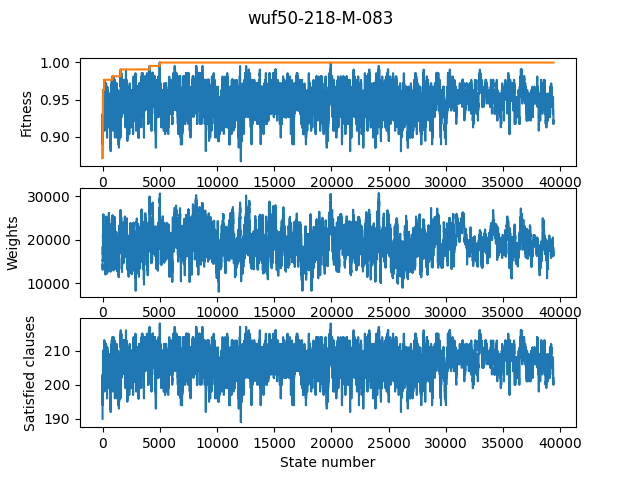 wuf50-218-M-083
1.00
0.95
0.90
Fitness
0 5000 10000 15000 20000 25000 30000 35000 40000
30000
20000
10000
Weights
0 5000 10000 15000 20000 25000 30000 35000 40000
210
200
190
Satisfied clauses
0 5000 10000 15000 20000 25000 30000 35000 40000
State number